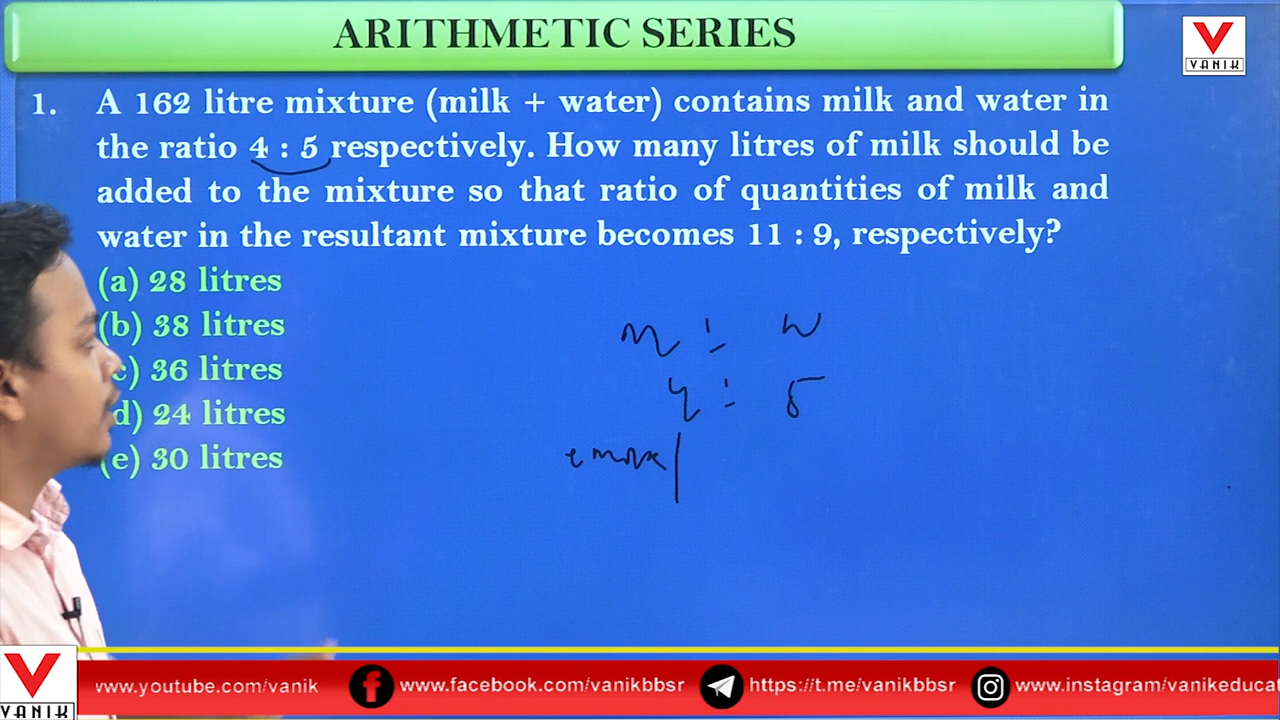 ARITHMETIC SERIES
VANIK
1. A 162 litre mixture (milk + water) contains milk and water in
the ratio 4 : 5 respectively. How many litres of milk should be
added to the mixture so that ratio of quantities of milk and
water in the resultant mixture becomes 11 : 9, respectively?
(a) 28 litres
(b) 38 litres
c) 36 litres
d) 24 litres
(e) 30 litres
m : w
4 : 5
VANIK
www.youtube.com/vanik
www.facebook.com/vanikbbsr
https://t.me/vanikbbsr
www.instagram/vanikeducat